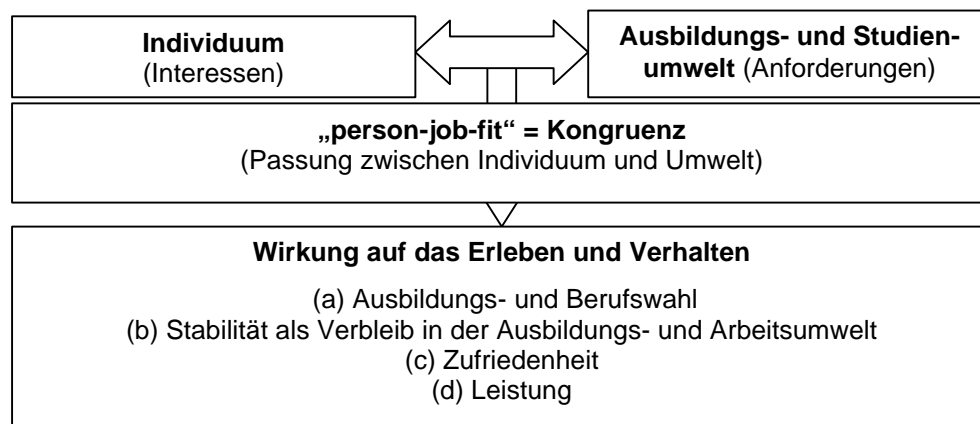 Individuum
(Interessen)
Ausbildungs- und Studien-
umwelt (Anforderungen)
„person-job-fit“ = Kongruenz
(Passung zwischen Individuum und Umwelt)
Wirkung auf das Erleben und Verhalten
(a) Ausbildungs- und Berufswahl
(b) Stabilität als Verbleib in der Ausbildungs- und Arbeitsumwelt
(c) Zufriedenheit
(d) Leistung